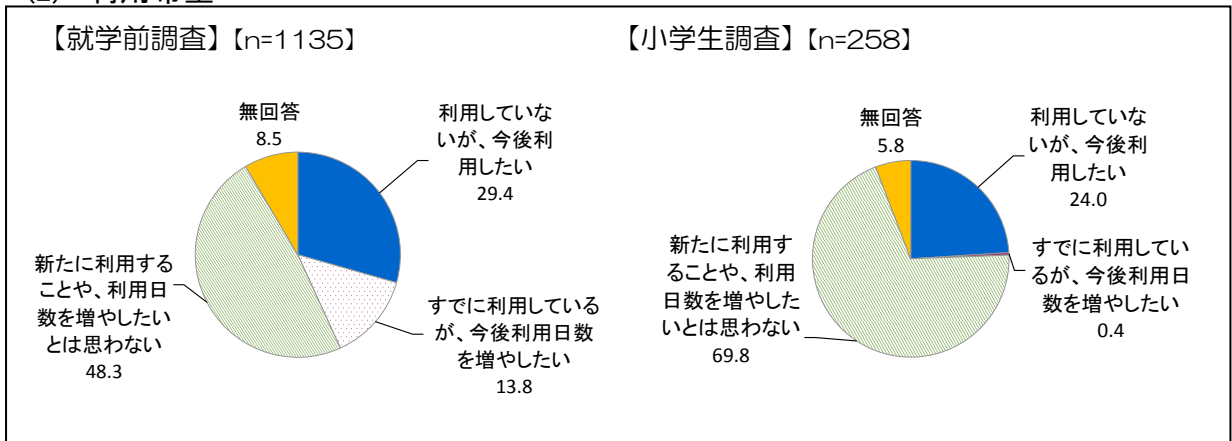 【就学前調査】【n=1135】
無回答
8.5
利用していな
いが、今後利
用したい
29.4
すでに利用している
が、今後利用日数
を増やしたい
13.8
新たに利用する
ことや、利用日
数を増やしたい
とは思わない
48.3
【小学生調査】【n=258】
無回答
5.8
利用していな
いが、今後利
用したい
24.0
すでに利用してい
るが、今後利用日
数を増やしたい
0.4
新たに利用す
ることや、利用
日数を増やした
いとは思わない
69.8